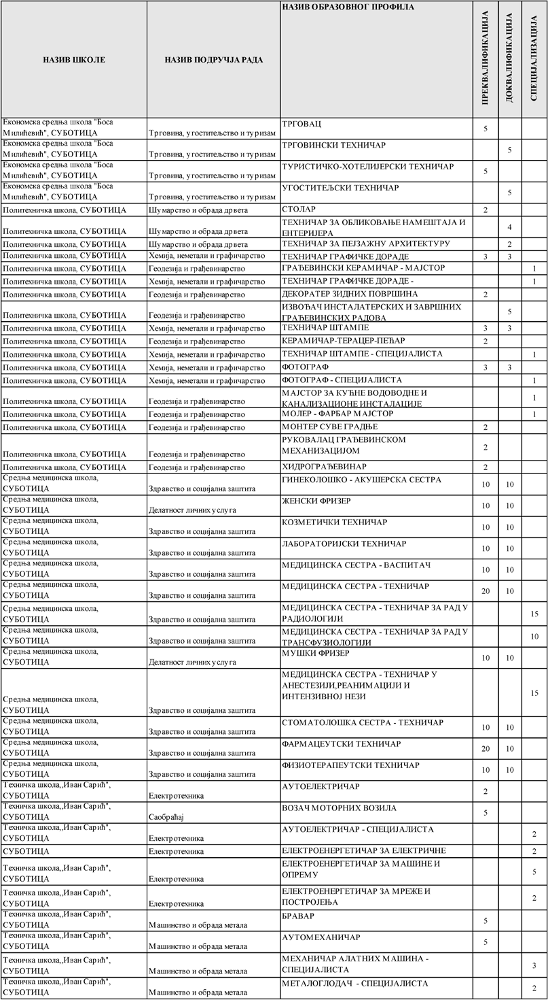 НАЗИВ ШКОЛЕ
НАЗИВ ПОДРУЧЈА РАДА
НАЗИВ ОБРАЗОВНОГ ПРОФИЛА
ПРЕКВАЛИФИКАЦИЈА
ДОКВАЛИФИКАЦИЈА
СПЕЦИЈАЛИЗАЦИЈА
Економска средња школа "Боса
Милићевић", СУБОТИЦА Трговина, угоститељство и туризам ТРГОВАЦ 5
Економска средња школа "Боса
Милићевић", СУБОТИЦА Трговина, угоститељство и туризам ТРГОВИНСКИ ТЕХНИЧАР 5
Економска средња школа "Боса
Милићевић", СУБОТИЦА Трговина, угоститељство и туризам ТУРИСТИЧКО-ХОТЕЛИЈЕРСКИ ТЕХНИЧАР 5
Економска средња школа "Боса
Милићевић", СУБОТИЦА Трговина, угоститељство и туризам УГОСТИТЕЉСКИ ТЕХНИЧАР 5
Политехничка школа, СУБОТИЦА Шумарство и обрада дрвета СТОЛАР 2
Политехничка школа, СУБОТИЦА Шумарство и обрада дрвета ТЕХНИЧАР ЗА ОБЛИКОВАЊЕ НАМЕШТАЈА И
ЕНТЕРИЈЕРА 4
Политехничка школа, СУБОТИЦА Шумарство и обрада дрвета ТЕХНИЧАР ЗА ПЕЈЗАЖНУ АРХИТЕКТУРУ 2
Политехничка школа, СУБОТИЦА Хемија, неметали и графичарство ТЕХНИЧАР ГРАФИЧКЕ ДОРАДЕ 3 3
Политехничка школа, СУБОТИЦА Геодезија и грађевинарство ГРАЂЕВИНСКИ КЕРАМИЧАР - МАЈСТОР 1
Политехничка школа, СУБОТИЦА Хемија, неметали и графичарство ТЕХНИЧАР ГРАФИЧКЕ ДОРАДЕ - 1
Политехничка школа, СУБОТИЦА Геодезија и грађевинарство ДЕКОРАТЕР ЗИДНИХ ПОВРШИНА 2
Политехничка школа, СУБОТИЦА Геодезија и грађевинарство ИЗВОЂАЧ ИНСТАЛАТЕРСКИХ И ЗАВРШНИХ
ГРАЂЕВИНСКИХ РАДОВА 5
Политехничка школа, СУБОТИЦА Хемија, неметали и графичарство ТЕХНИЧАР ШТАМПЕ 3 3
Политехничка школа, СУБОТИЦА Геодезија и грађевинарство КЕРАМИЧАР-ТЕРАЦЕР-ПЕЋАР 2
Политехничка школа, СУБОТИЦА Хемија, неметали и графичарство ТЕХНИЧАР ШТАМПЕ - СПЕЦИЈАЛИСТА 1
Политехничка школа, СУБОТИЦА Хемија, неметали и графичарство ФОТОГРАФ 3 3
Политехничка школа, СУБОТИЦА Хемија, неметали и графичарство ФОТОГРАФ - СПЕЦИЈАЛИСТА 1
Политехничка школа, СУБОТИЦА Геодезија и грађевинарство МАЈСТОР ЗА КУЋНЕ ВОДОВОДНЕ И
КАНАЛИЗАЦИОНЕ ИНСТАЛАЦИЈЕ 1
Политехничка школа, СУБОТИЦА Геодезија и грађевинарство МОЛЕР - ФАРБАР МАЈСТОР 1
Политехничка школа, СУБОТИЦА Геодезија и грађевинарство МОНТЕР СУВЕ ГРАДЊЕ 2
Политехничка школа, СУБОТИЦА Геодезија и грађевинарство РУКОВАЛАЦ ГРАЂЕВИНСКОМ
МЕХАНИЗАЦИЈОМ 2
Политехничка школа, СУБОТИЦА Геодезија и грађевинарство ХИДРОГРАЂЕВИНАР 2
Средња медицинска школа,
СУБОТИЦА Здравство и социјална заштита ГИНЕКОЛОШКО - АКУШЕРСКА СЕСТРА 10 10
Средња медицинска школа,
СУБОТИЦА Делатност личних услуга ЖЕНСКИ ФРИЗЕР 10 10
Средња медицинска школа,
СУБОТИЦА Здравство и социјална заштита КОЗМЕТИЧКИ ТЕХНИЧАР 10 10
Средња медицинска школа,
СУБОТИЦА Здравство и социјална заштита ЛАБОРАТОРИЈСКИ ТЕХНИЧАР 10 10
Средња медицинска школа,
СУБОТИЦА Здравство и социјална заштита МЕДИЦИНСКА СЕСТРА - ВАСПИТАЧ 10 10
Средња медицинска школа,
СУБОТИЦА Здравство и социјална заштита МЕДИЦИНСКА СЕСТРА - ТЕХНИЧАР 20 10
Средња медицинска школа,
СУБОТИЦА Здравство и социјална заштита МЕДИЦИНСКА СЕСТРА - ТЕХНИЧАР ЗА РАД У
РАДИОЛОГИЈИ 15
Средња медицинска школа,
СУБОТИЦА Здравство и социјална заштита МЕДИЦИНСКА СЕСТРА - ТЕХНИЧАР ЗА РАД У
ТРАНСФУЗИОЛОГИЈИ 10
Средња медицинска школа,
СУБОТИЦА Делатност личних услуга МУШКИ ФРИЗЕР 10 10
Средња медицинска школа,
СУБОТИЦА Здравство и социјална заштита МЕДИЦИНСКА СЕСТРА - ТЕХНИЧАР У
АНЕСТЕЗИЈИ,РЕАНИМАЦИЈИ И
ИНТЕНЗИВНОЈ НЕЗИ 15
Средња медицинска школа,
СУБОТИЦА Здравство и социјална заштита СТОМАТОЛОШКА СЕСТРА - ТЕХНИЧАР 10 10
Средња медицинска школа,
СУБОТИЦА Здравство и социјална заштита ФАРМАЦЕУТСКИ ТЕХНИЧАР 20 10
Средња медицинска школа,
СУБОТИЦА Здравство и социјална заштита ФИЗИОТЕРАПЕУТСКИ ТЕХНИЧАР 10 10
Техничка школа,,Иван Сарић",
СУБОТИЦА Електротехника АУТОЕЛЕКТРИЧАР 2
Техничка школа,,Иван Сарић",
СУБОТИЦА Саобраћај ВОЗАЧ МОТОРНИХ ВОЗИЛА 5
Техничка школа,,Иван Сарић",
СУБОТИЦА Електротехника АУТОЕЛЕКТРИЧАР - СПЕЦИЈАЛИСТА 2
СУБОТИЦА Електротехника ЕЛЕКТРОЕНЕРГЕТИЧАР ЗА ЕЛЕКТРИЧНЕ 2
Техничка школа,,Иван Сарић",
СУБОТИЦА Електротехника ЕЛЕКТРОЕНЕРГЕТИЧАР ЗА МАШИНЕ И
ОПРЕМУ 5
Техничка школа,,Иван Сарић",
СУБОТИЦА Електротехника ЕЛЕКТРОЕНЕРГЕТИЧАР ЗА МРЕЖЕ И
ПОСТРОЈЕЊА 2
Техничка школа,,Иван Сарић",
СУБОТИЦА Машинство и обрада метала БРАВАР 5
Техничка школа,,Иван Сарић",
СУБОТИЦА Машинство и обрада метала АУТОМЕХАНИЧАР 5
Техничка школа,,Иван Сарић",
СУБОТИЦА Машинство и обрада метала МЕХАНИЧАР АЛАТНИХ МАШИНА -
СПЕЦИЈАЛИСТА 3
Техничка школа,,Иван Сарић",
СУБОТИЦА Машинство и обрада метала МЕТАЛОГЛОДАЧ - СПЕЦИЈАЛИСТА 2